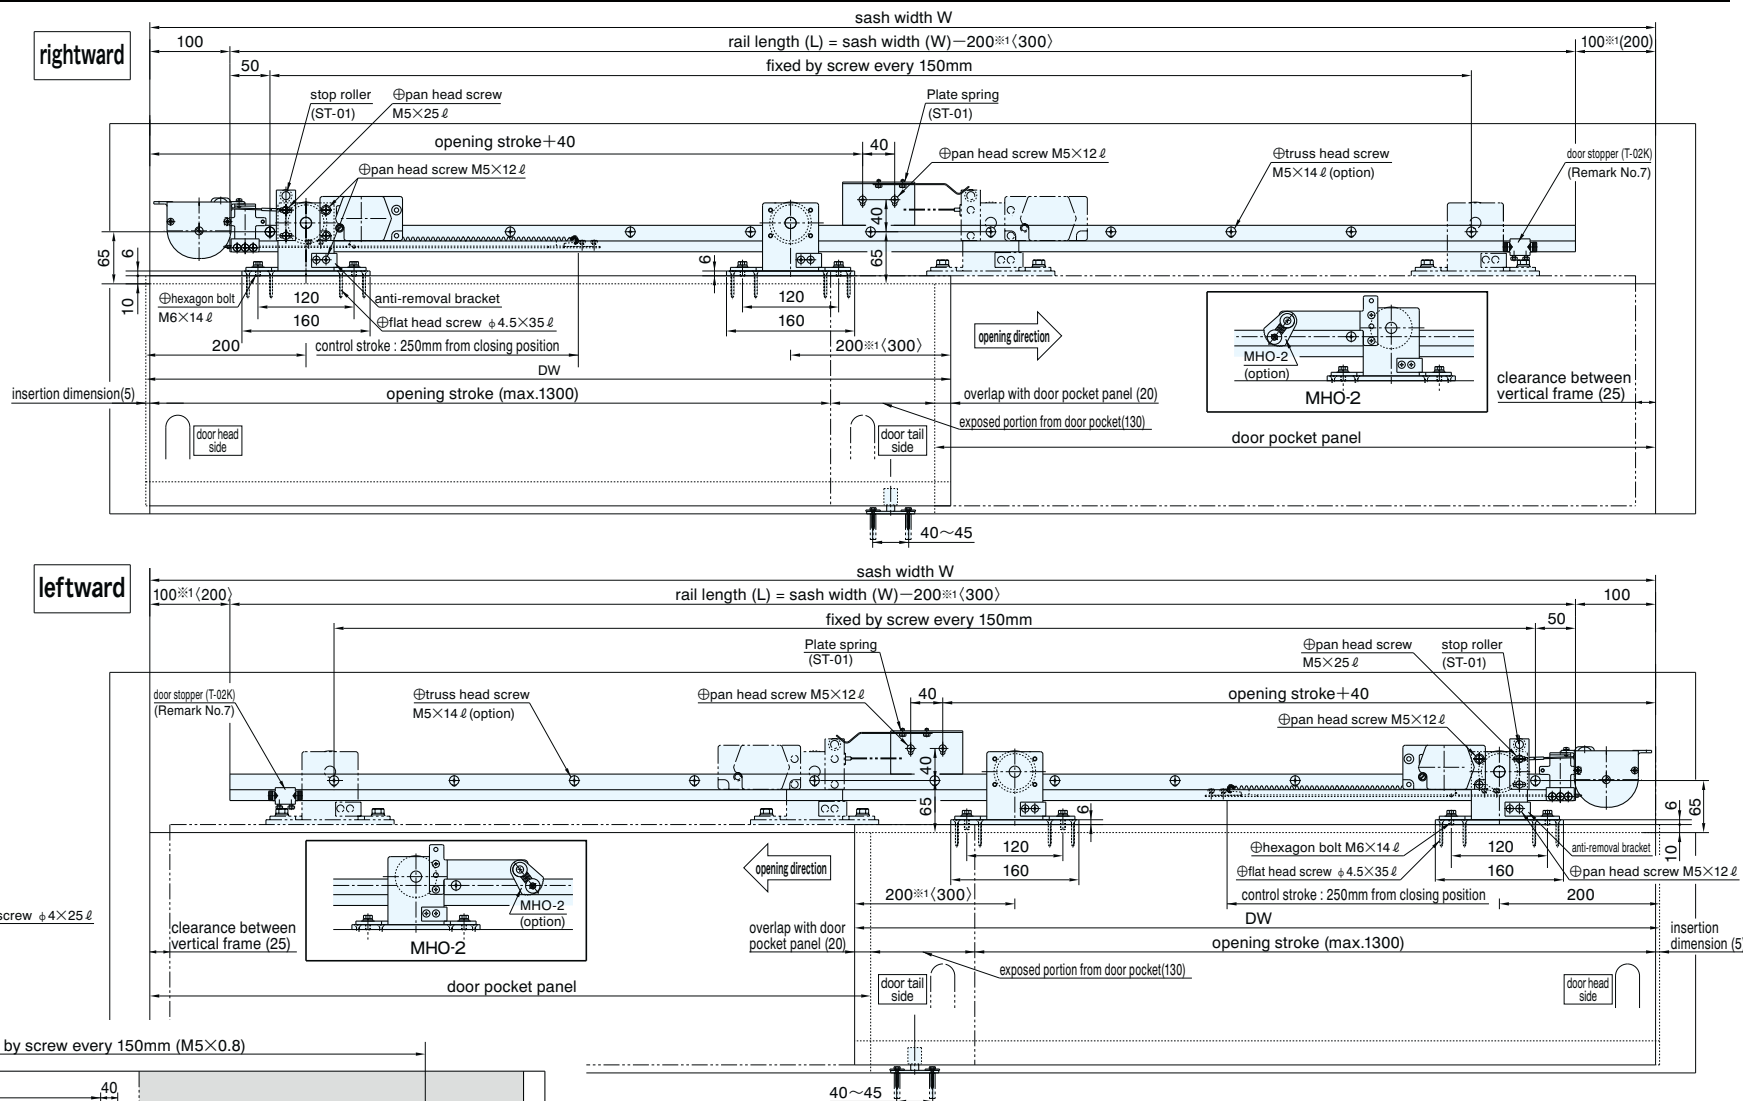 sash width W
rightward
100
rail length (L) = sash width (W)－200※1〈300〉
100※1(200)
50
fixed by screw every 150mm
stop roller
(ST-01)
⊕pan head screw
M5×25ℓ
Plate spring
(ST-01)
opening stroke＋40
40
⊕pan head screw M5×12ℓ
⊕pan head screw M5×12ℓ
⊕truss head screw
M5×14ℓ (option)
door stopper (T-02K)
(Remark No.7)
40
65
6
10
6
65
⊕hexagon bolt
M6×14ℓ
120
160
anti-removal bracket
⊕flat head screw φ4.5×35ℓ
120
160
200
control stroke : 250mm from closing position
200※1〈300〉
opening direction
MHO-2
(option)
MHO-2
DW
insertion dimension(5)
opening stroke (max.1300)
overlap with door pocket panel (20)
clearance between
vertical frame (25)
exposed portion from door pocket(130)
door head
side
door tail
side
door pocket panel
40～45
sash width W
leftward
100※1〈200〉
rail length (L) = sash width (W)－200※1〈300〉
100
fixed by screw every 150mm
50
Plate spring
(ST-01)
⊕pan head screw
M5×25ℓ
stop roller
(ST-01)
door stopper (T-02K)
(Remark No.7)
⊕truss head screw
M5×14ℓ (option)
⊕pan head screw M5×12ℓ
40
opening stroke＋40
⊕pan head screw M5×12ℓ
40
65
6
6
65
10
120
160
⊕hexagon bolt M6×14ℓ
⊕flat head screw φ4.5×35ℓ
120
160
anti-removal bracket
⊕pan head screw M5×12ℓ
opening direction
MHO-2
(option)
MHO-2
200※1〈300〉
control stroke : 250mm from closing position
200
DW
screw φ4×25ℓ
clearance between
vertical frame (25)
overlap with door
pocket panel (20)
opening stroke (max.1300)
insertion
dimension (5)
exposed portion from door pocket(130)
door pocket panel
door tail
side
door head
side
by screw every 150mm (M5×0.8)
40
40～45